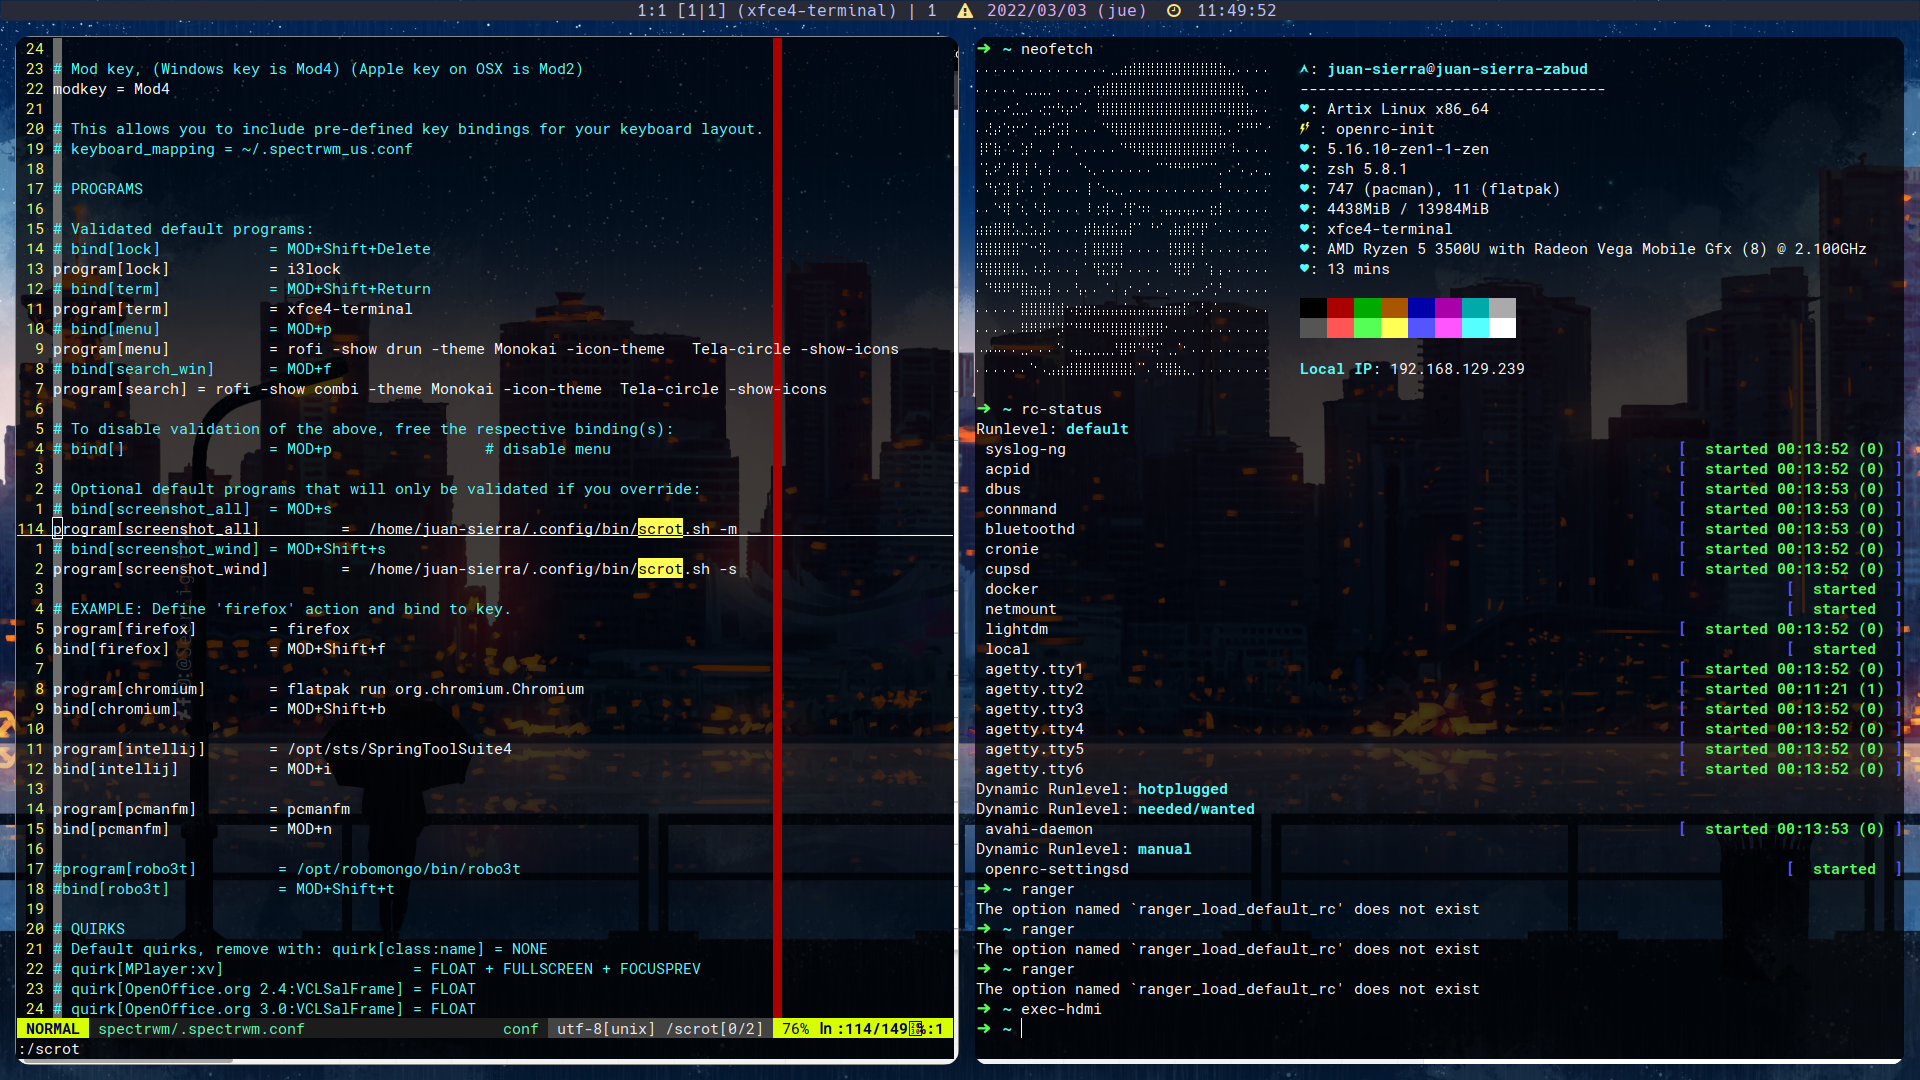 1:1 [1|1] (xfce4-terminal) | 1 2022/03/03 (jue) 11:49:52
24
23 # Mod key, (Windows key is Mod4) (Apple key on OSX is Mod2)
22 modkey = Mod4
21
20 # This allows you to include pre-defined key bindings for your keyboard layout.
19 # keyboard_mapping = ~/.spectrwm_us.conf
18
17 # PROGRAMS
16
15 # Validated default programs:
14 # bind[lock] = MOD+Shift+Delete
13 program[lock] = i3lock
12 # bind[term] = MOD+Shift+Return
11 program[term] = xfce4-terminal
10 # bind[menu] = MOD+p
9 program[menu] = rofi -show drun -theme Monokai -icon-theme Tela-circle -show-icons
8 # bind[search_win] = MOD+f
7 program[search] = rofi -show combi -theme Monokai -icon-theme Tela-circle -show-icons
6
5 # To disable validation of the above, free the respective binding(s):
4 # bind[] = MOD+p # disable menu
3
2 # Optional default programs that will only be validated if you override:
1 # bind[screenshot_all] = MOD+s
114 program[screenshot_all] = /home/juan-sierra/.config/bin/scrot.sh -m
1 # bind[screenshot_wind] = MOD+Shift+s
2 program[screenshot_wind] = /home/juan-sierra/.config/bin/scrot.sh -s
3
4 # EXAMPLE: Define 'firefox' action and bind to key.
5 program[firefox] = firefox
6 bind[firefox] = MOD+Shift+f
7
8 program[chromium] = flatpak run org.chromium.Chromium
9 bind[chromium] = MOD+Shift+b
10
11 program[intellij] = /opt/sts/SpringToolSuite4
12 bind[intellij] = MOD+i
13
14 program[pcmanfm] = pcmanfm
15 bind[pcmanfm] = MOD+n
16
17 #program[robo3t] = /opt/robomongo/bin/robo3t
18 #bind[robo3t] = MOD+Shift+t
19
20 # QUIRKS
21 # Default quirks, remove with: quirk[class:name] = NONE
22 # quirk[MPlayer:xv] = FLOAT + FULLSCREEN + FOCUSPREV
23 # quirk[OpenOffice.org 2.4:VCLSalFrame] = FLOAT
24 # quirk[OpenOffice.org 3.0:VCLSalFrame] = FLOAT
NORMAL spectrwm/.spectrwm.conf conf utf-8[unix] /scrot[0/2] 76% ln :114/149 %:1
:/scrot
➜ ~ neofetch
: juan-sierra@juan-sierra-zabud
----------------------------------
♥: Artix Linux x86_64
⚡ : openrc-init
♥: 5.16.10-zen1-1-zen
♥: zsh 5.8.1
♥: 747 (pacman), 11 (flatpak)
♥: 4438MiB / 13984MiB
♥: xfce4-terminal
♥: AMD Ryzen 5 3500U with Radeon Vega Mobile Gfx (8) @ 2.100GHz
♥: 13 mins
Local IP: 192.168.129.239
➜ ~ rc-status
Runlevel: default
syslog-ng [ started 00:13:52 (0) ]
acpid [ started 00:13:52 (0) ]
dbus [ started 00:13:53 (0) ]
connmand [ started 00:13:53 (0) ]
bluetoothd [ started 00:13:53 (0) ]
cronie [ started 00:13:52 (0) ]
cupsd [ started 00:13:52 (0) ]
docker [ started ]
netmount [ started ]
lightdm [ started 00:13:52 (0) ]
local [ started ]
agetty.tty1 [ started 00:13:52 (0) ]
agetty.tty2 [ started 00:11:21 (1) ]
agetty.tty3 [ started 00:13:52 (0) ]
agetty.tty4 [ started 00:13:52 (0) ]
agetty.tty5 [ started 00:13:52 (0) ]
agetty.tty6 [ started 00:13:52 (0) ]
Dynamic Runlevel: hotplugged
Dynamic Runlevel: needed/wanted
avahi-daemon [ started 00:13:53 (0) ]
Dynamic Runlevel: manual
openrc-settingsd [ started ]
➜ ~ ranger
The option named `ranger_load_default_rc' does not exist
➜ ~ ranger
The option named `ranger_load_default_rc' does not exist
➜ ~ ranger
The option named `ranger_load_default_rc' does not exist
➜ ~ exec-hdmi
➜ ~